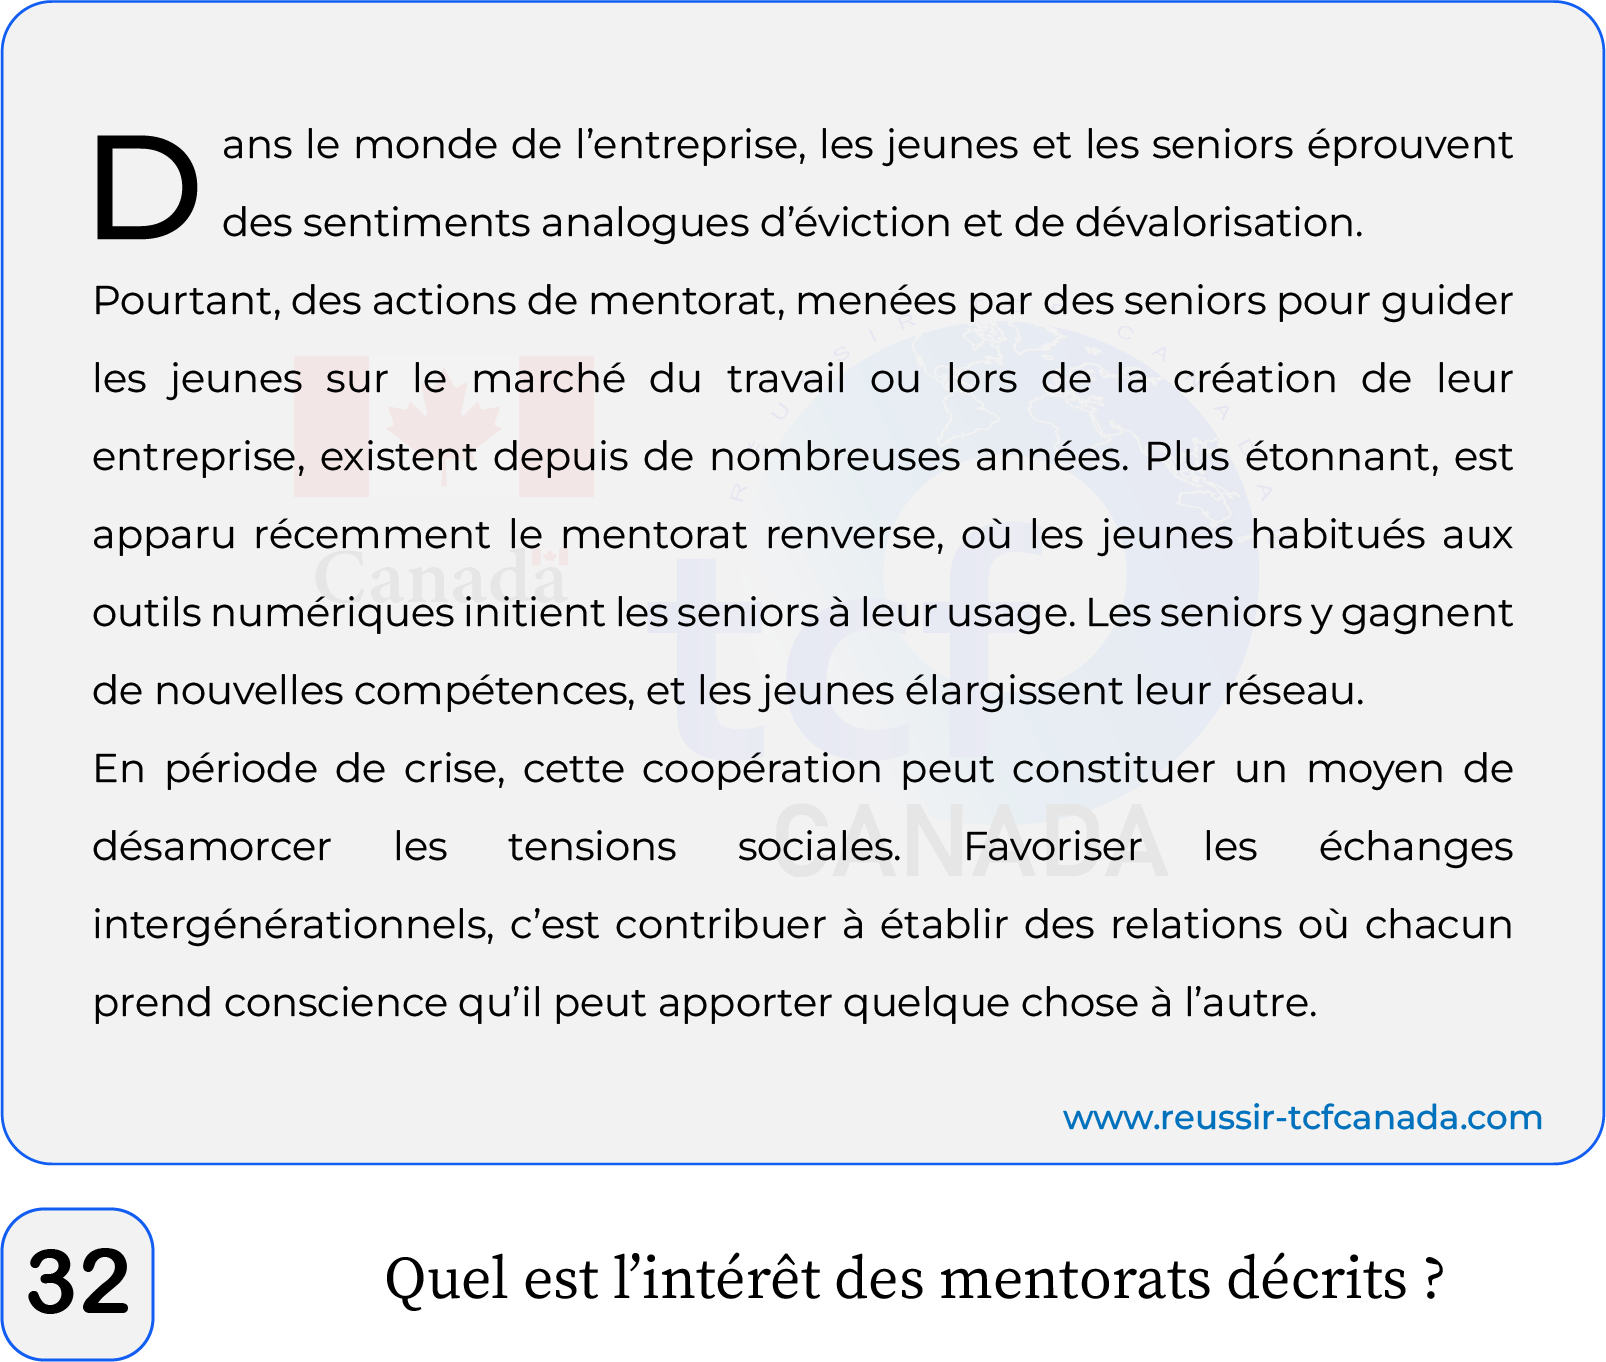 Dans le monde de l’entreprise, les jeunes et les seniors éprouvent
des sentiments analogues d’éviction et de dévalorisation.
Pourtant, des actions de mentorat, menées par des seniors pour guider
les jeunes sur le marché du travail ou lors de la création de leur
entreprise, existent depuis de nombreuses années. Plus étonnant, est
apparu récemment le mentorat renverse, où les jeunes habitués aux
outils numériques initient les seniors à leur usage. Les seniors y gagnent
de nouvelles compétences, et les jeunes élargissent leur réseau.
En période de crise, cette coopération peut constituer un moyen de
désamorcer les tensions sociales. Favoriser les échanges
intergénérationnels, c’est contribuer à établir des relations où chacun
prend conscience qu’il peut apporter quelque chose à l’autre.
RÉUSSIR TCF CANADA
Canada
tcf
CANADA
www.reussir-tcfcanada.com
32
Quel est l’intérêt des mentorats décrits ?